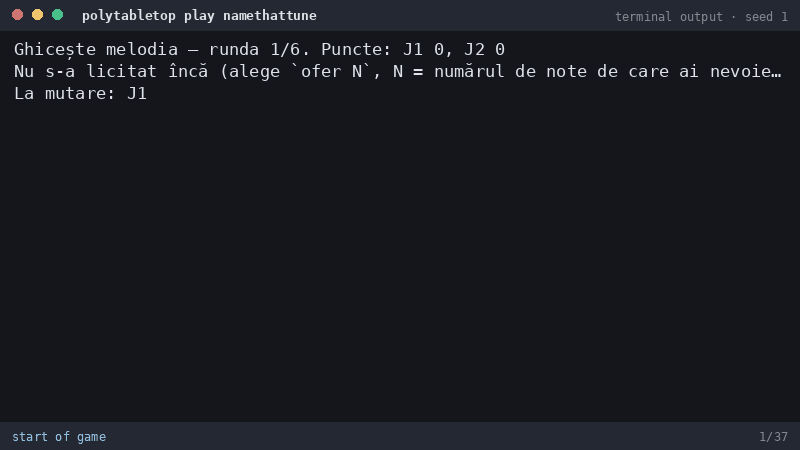 polytabletop play namethattune
terminal output · seed 1
Ghicește melodia — runda 1/6. Puncte: J1 0, J2 0
Nu s-a licitat încă (alege `ofer N`, N = numărul de note de care ai nevoie…
La mutare: J1
start of game
1/37